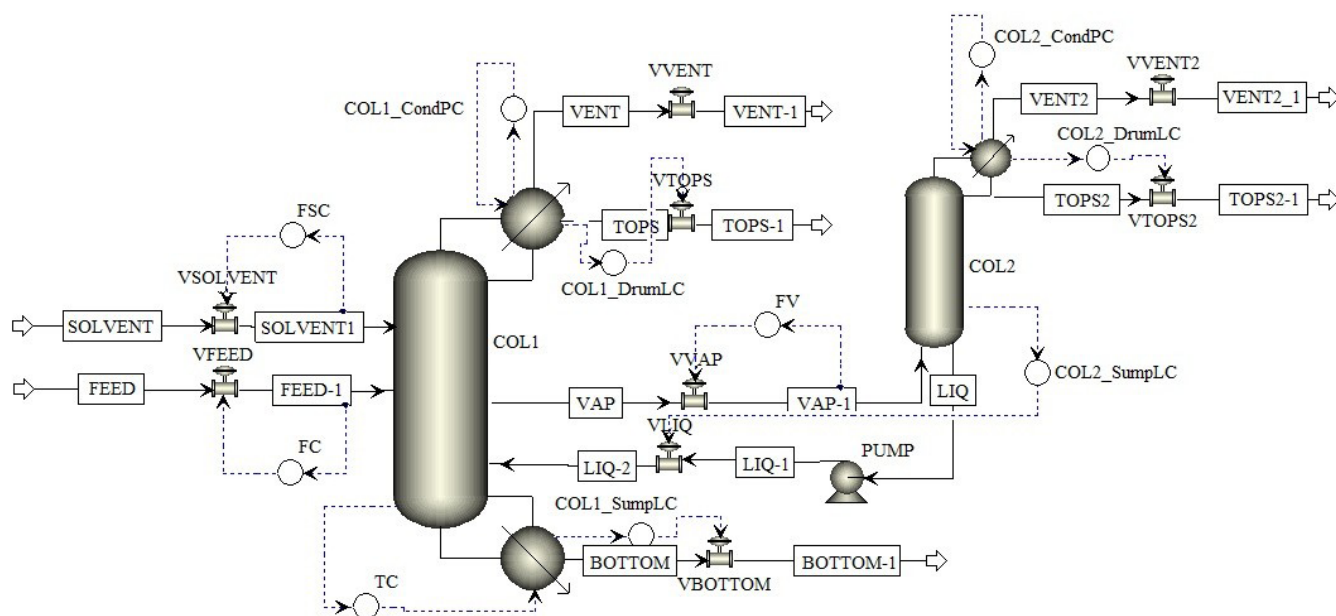 COL2_CondPC
VVENT
VVENT2
COL1_CondPC
VENT
VENT-1
VENT2
VENT2_1
COL2_DrumLC
VTOPS
FSC
TOPS
TOPS-1
TOPS2
VTOPS2
TOPS2-1
COL1_DrumLC
COL2
VSOLVENT
SOLVENT
SOLVENT1
COL1
FV
VFEED
VVAP
COL2_SumpLC
FEED
FEED-1
VAP
VAP-1
LIQ
VLIQ
FC
LIQ-2
LIQ-1
PUMP
COL1_SumpLC
BOTTOM
VBOTTOM
BOTTOM-1
TC